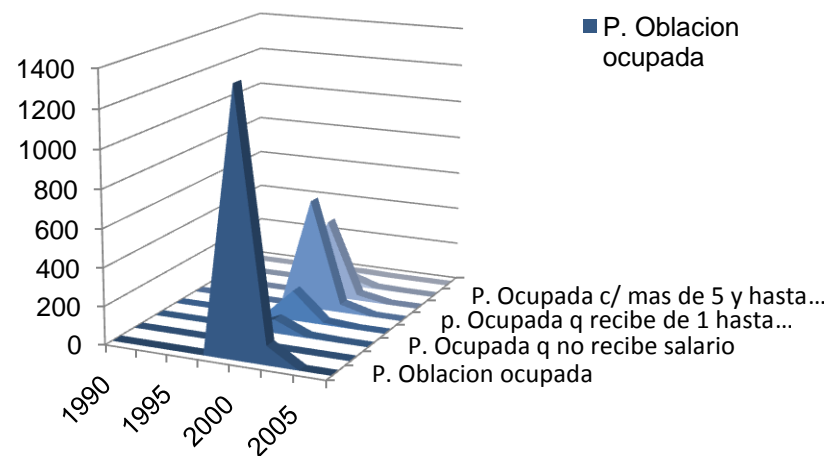 P. Oblacion
ocupada
1400
1200
1000
800
600
400
200
0
1990
1995
2000
2005
P. Ocupada c/ mas de 5 y hasta…
p. Ocupada q recibe de 1 hasta…
P. Ocupada q no recibe salario
P. Oblacion ocupada